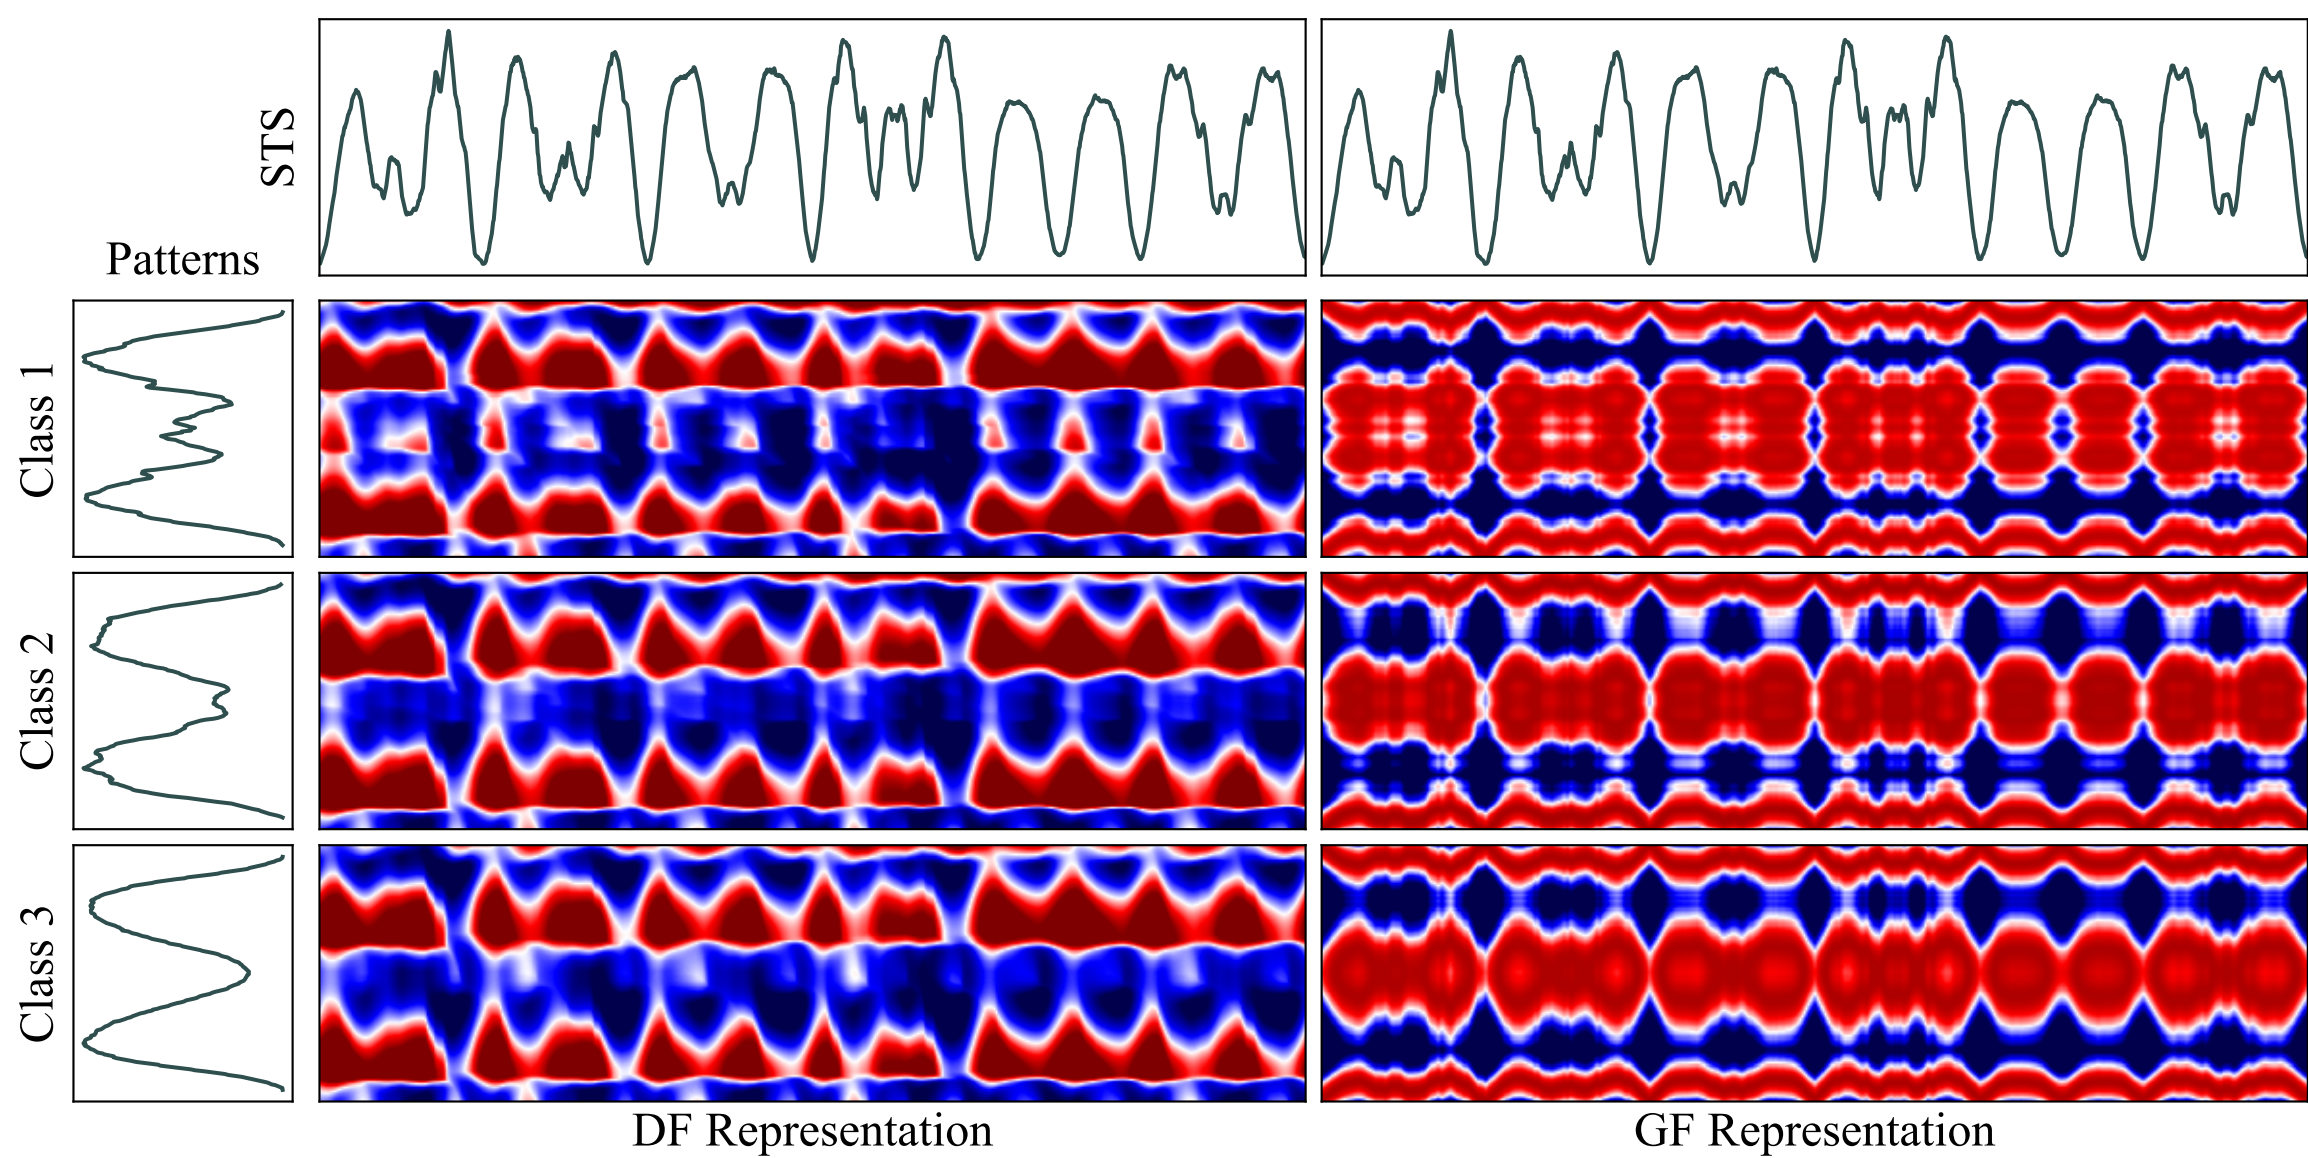 STS
Patterns
Class 1
Class 2
Class 3
DF Representation
GF Representation